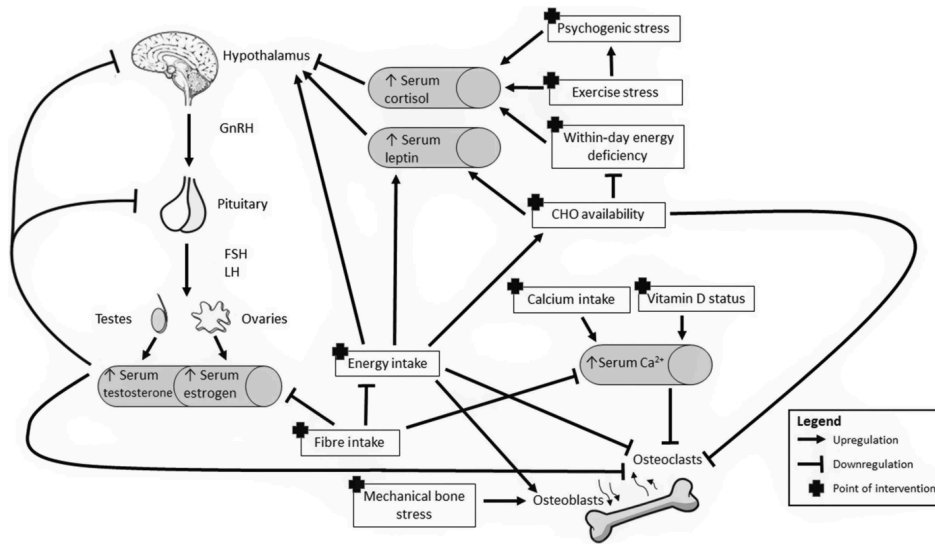 Hypothalamus
GnRH
Pituitary
FSH
LH
Testes
Ovaries
↑ Serum
testosterone
↑ Serum
estrogen
↑ Serum
cortisol
↑ Serum
leptin
Psychogenic stress
Exercise stress
Within-day energy
deficiency
CHO availability
Calcium intake
Vitamin D status
Energy intake
↑Serum Ca²⁺
Fibre intake
Mechanical bone
stress
Osteoblasts
Osteoclasts
Legend
Upregulation
Downregulation
Point of intervention